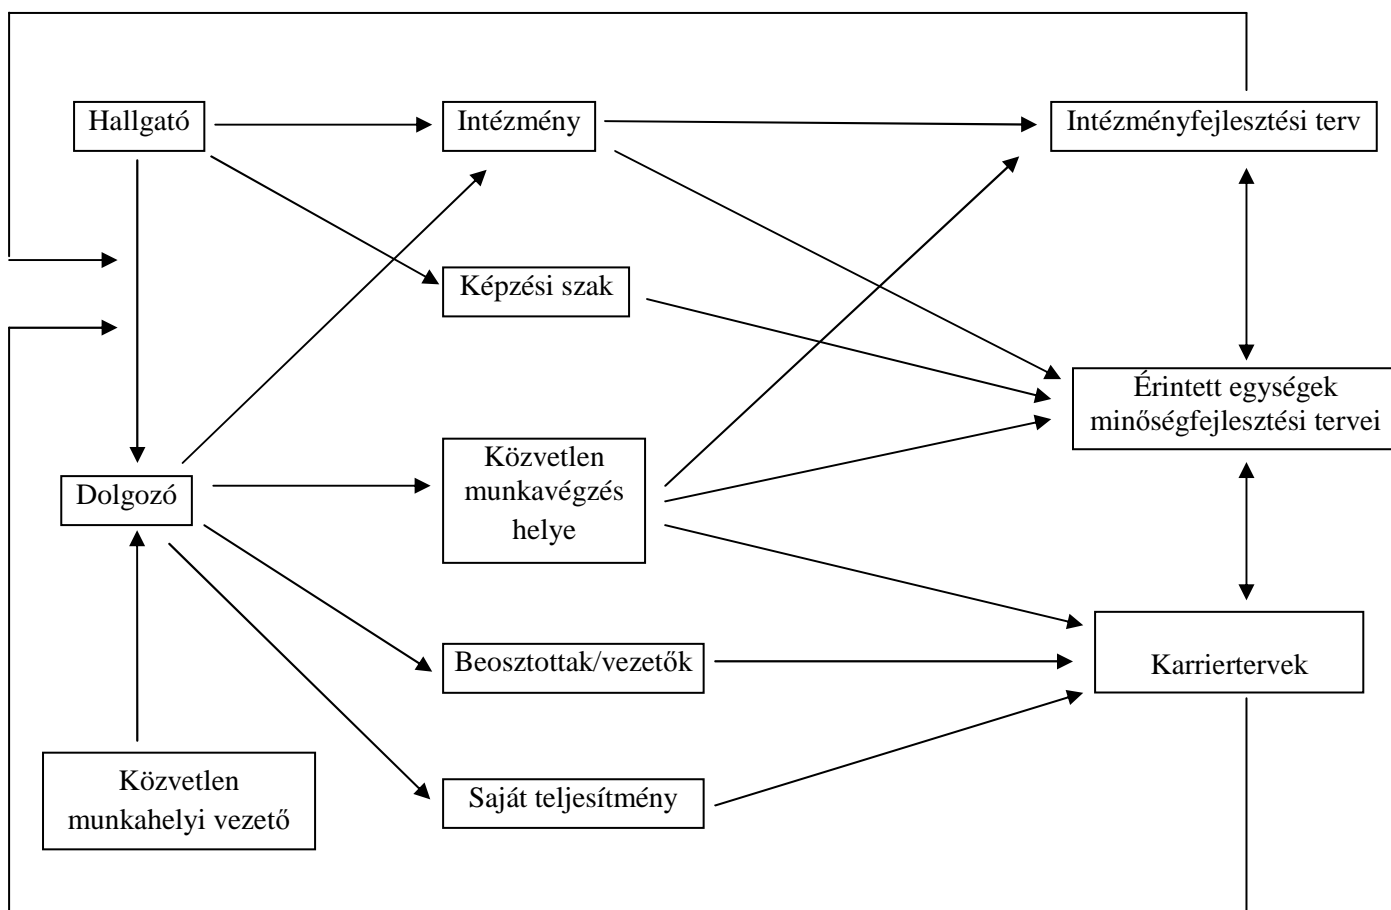 Hallgató
Intézmény
Intézményfejlesztési terv
Képzési szak
Érintett egységek
minőségfejlesztési tervei
Közvetlen
munkavégzés
helye
Dolgozó
Beosztottak/vezetők
Karriertervek
Közvetlen
munkahelyi vezető
Saját teljesítmény